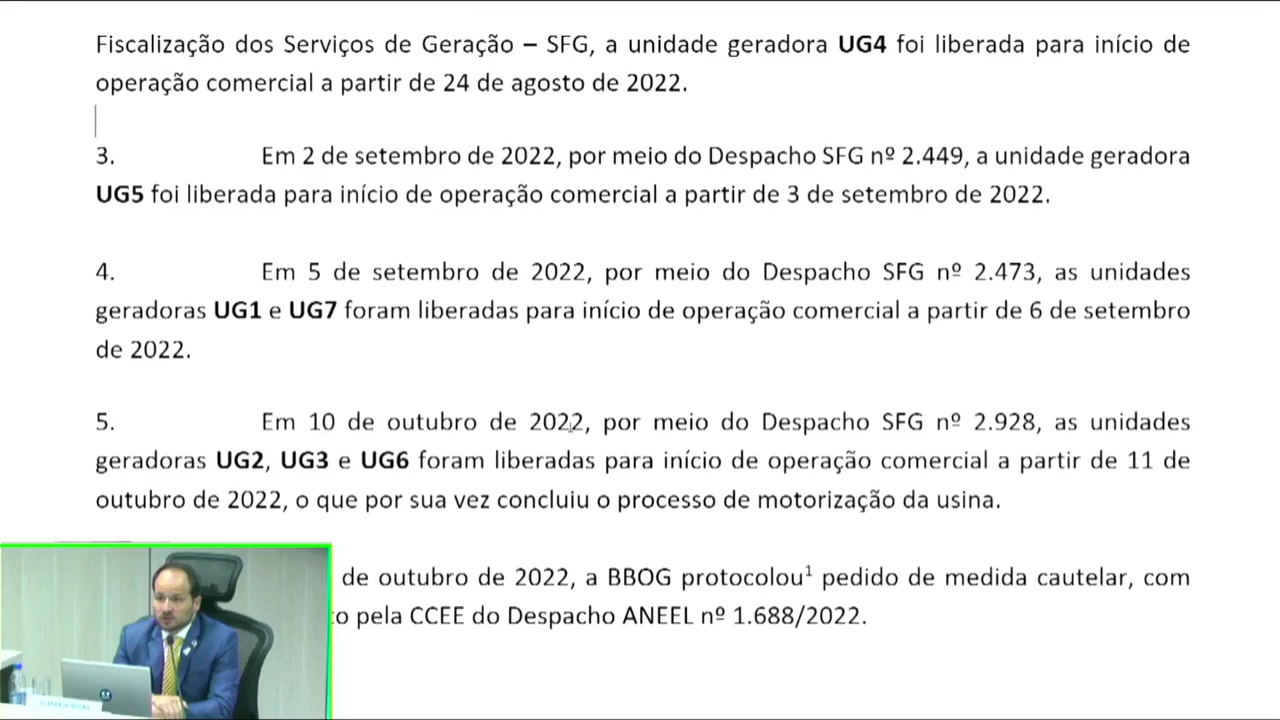 Fiscalização dos Serviços de Geração – SFG, a unidade geradora UG4 foi liberada para início de
operação comercial a partir de 24 de agosto de 2022.
3. Em 2 de setembro de 2022, por meio do Despacho SFG nº 2.449, a unidade geradora
UG5 foi liberada para início de operação comercial a partir de 3 de setembro de 2022.
4. Em 5 de setembro de 2022, por meio do Despacho SFG nº 2.473, as unidades
geradoras UG1 e UG7 foram liberadas para início de operação comercial a partir de 6 de setembro
de 2022.
5. Em 10 de outubro de 2022, por meio do Despacho SFG nº 2.928, as unidades
geradoras UG2, UG3 e UG6 foram liberadas para início de operação comercial a partir de 11 de
outubro de 2022, o que por sua vez concluiu o processo de motorização da usina.
de outubro de 2022, a BBOG protocolou¹ pedido de medida cautelar, com
to pela CCEE do Despacho ANEEL nº 1.688/2022.